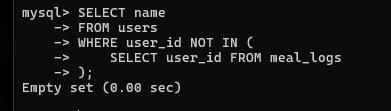 mysql> SELECT name
    -> FROM users
    -> WHERE user_id NOT IN (
    ->     SELECT user_id FROM meal_logs
    -> );
Empty set (0.00 sec)